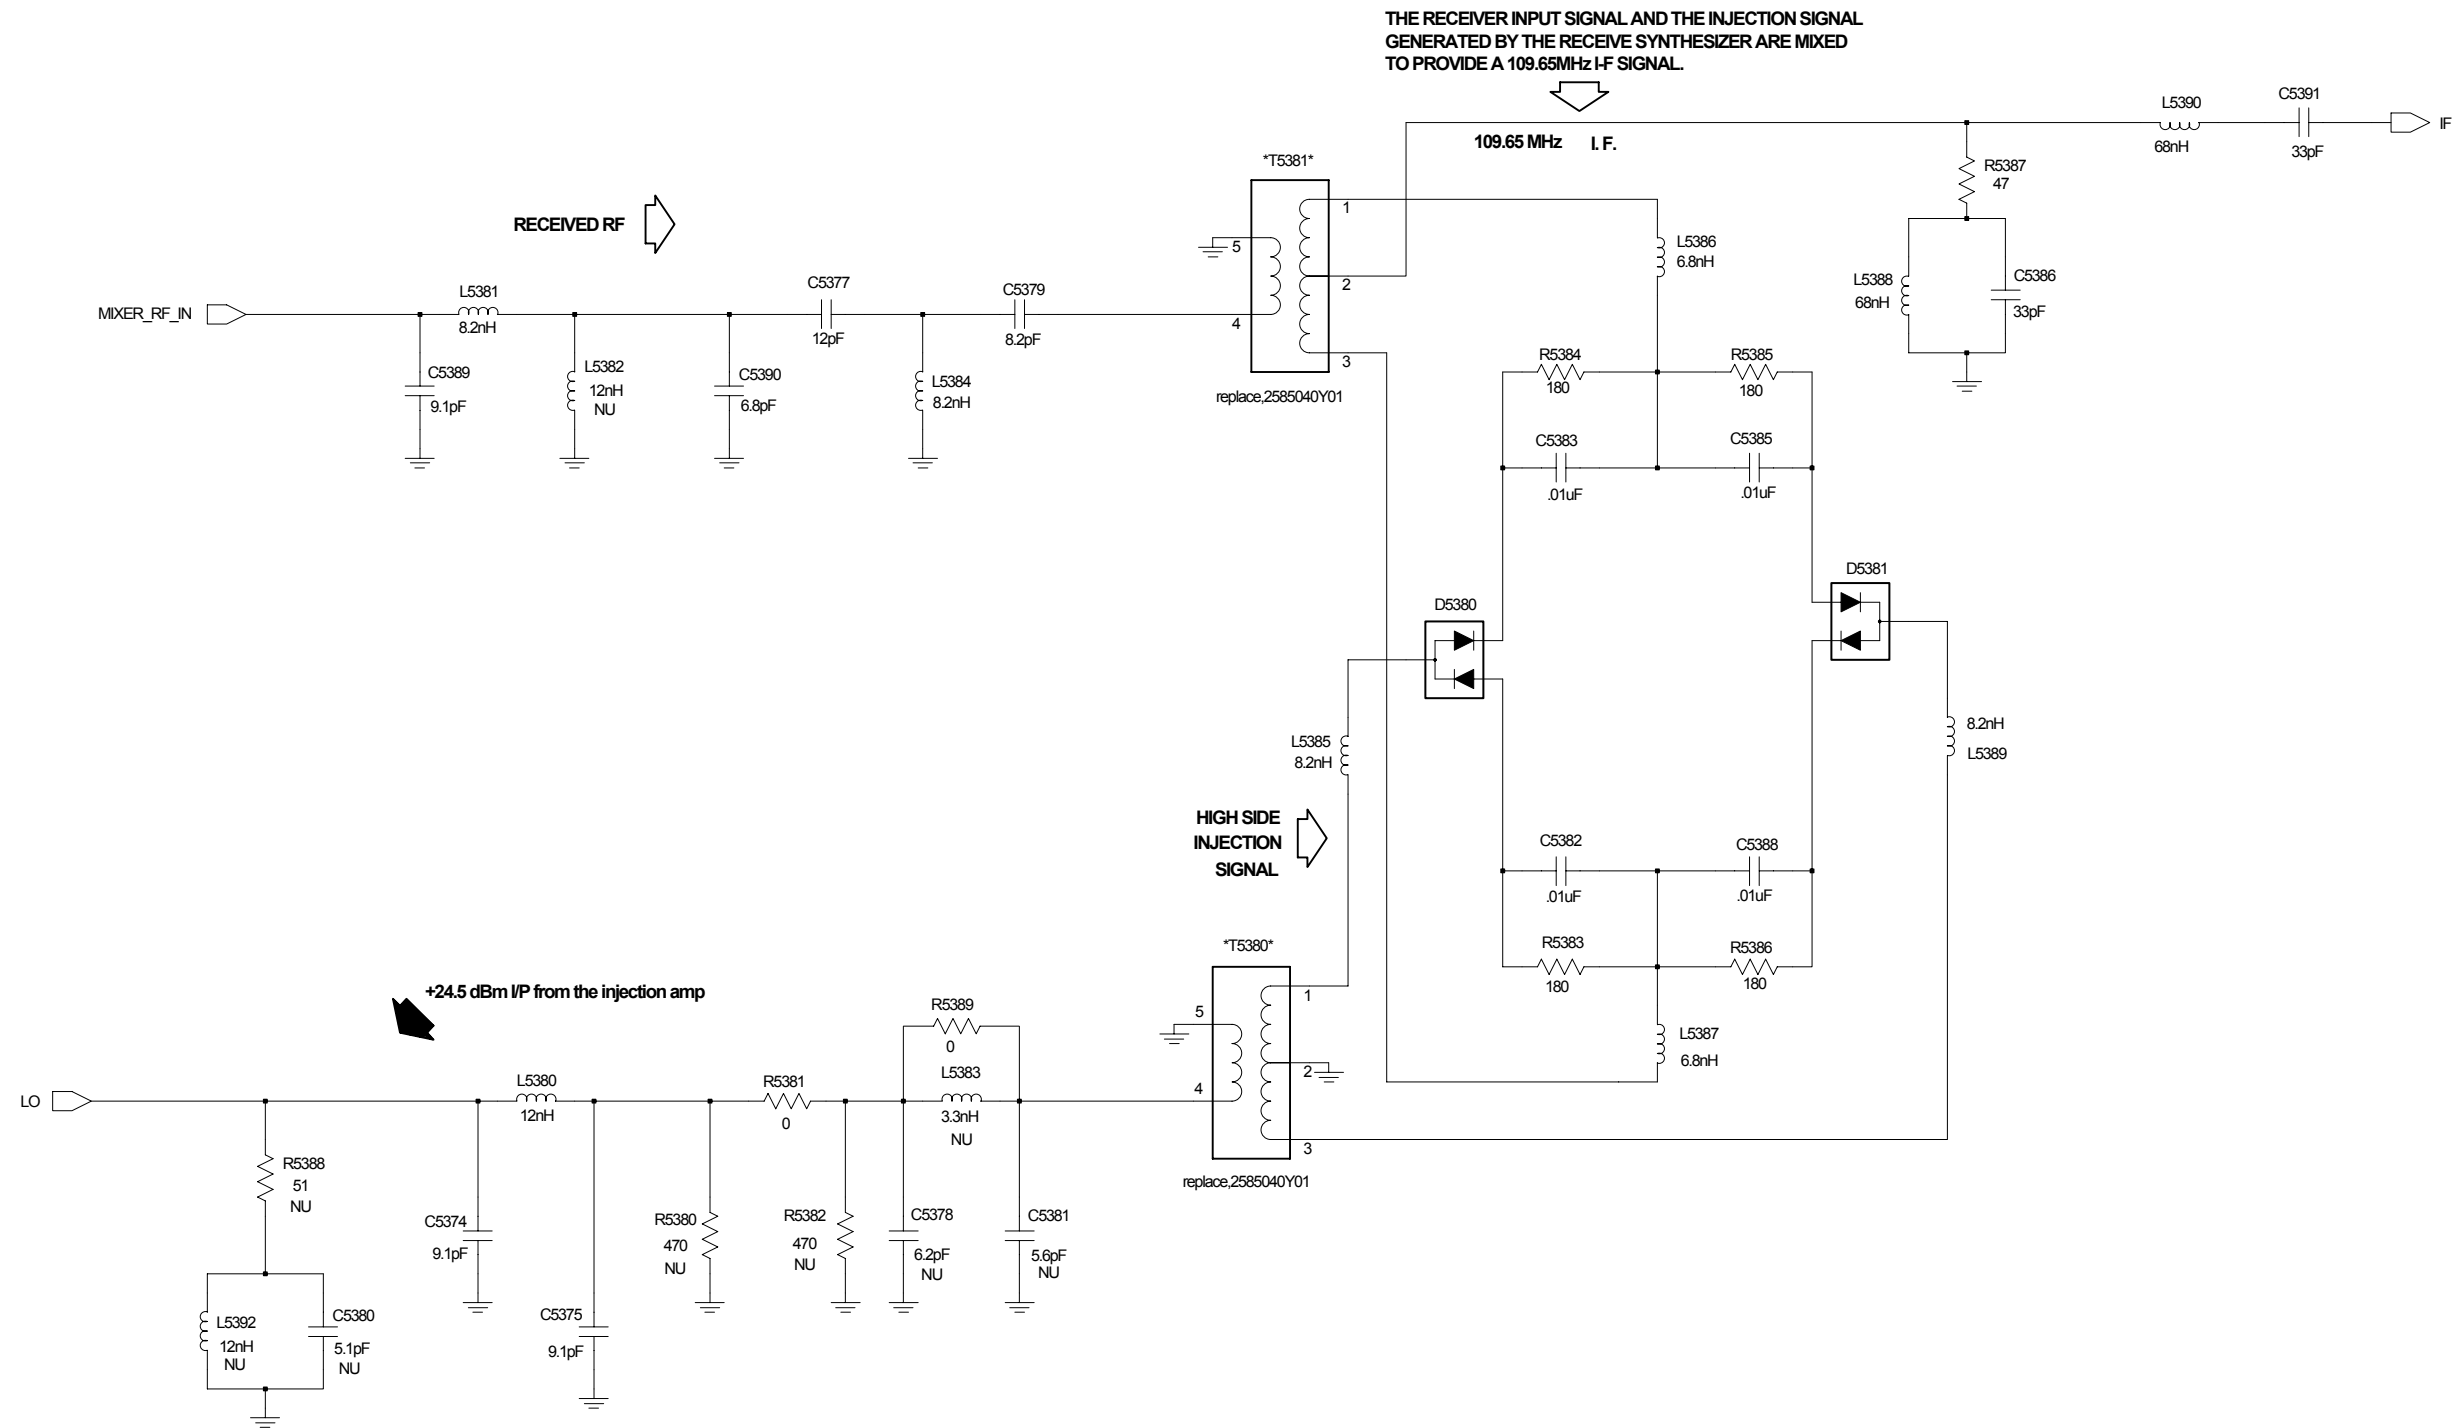 THE RECEIVER INPUT SIGNAL AND THE INJECTION SIGNAL
GENERATED BY THE RECEIVE SYNTHESIZER ARE MIXED
TO PROVIDE A 109.65MHz I-F SIGNAL.
109.65 MHz I. F.
L5390
68nH
C5391
33pF
IF
R5387
47
L5388
68nH
C5386
33pF
*T5381*
1
2
3
4
5
replace,2585040Y01
RECEIVED RF
MIXER_RF_IN
L5381
8.2nH
C5389
9.1pF
L5382
12nH
NU
C5390
6.8pF
C5377
12pF
L5384
8.2nH
C5379
8.2pF
L5386
6.8nH
R5384
180
R5385
180
C5383
.01uF
C5385
.01uF
D5380
D5381
L5385
8.2nH
8.2nH
L5389
HIGH SIDE
INJECTION
SIGNAL
C5382
.01uF
C5388
.01uF
R5383
180
R5386
180
L5387
6.8nH
*T5380*
1
2
3
4
5
replace,2585040Y01
+24.5 dBm I/P from the injection amp
LO
R5388
51
NU
L5392
12nH
NU
C5380
5.1pF
NU
C5374
9.1pF
L5380
12nH
C5375
9.1pF
R5380
470
NU
R5381
0
R5382
470
NU
R5389
0
L5383
3.3nH
NU
C5378
6.2pF
NU
C5381
5.6pF
NU